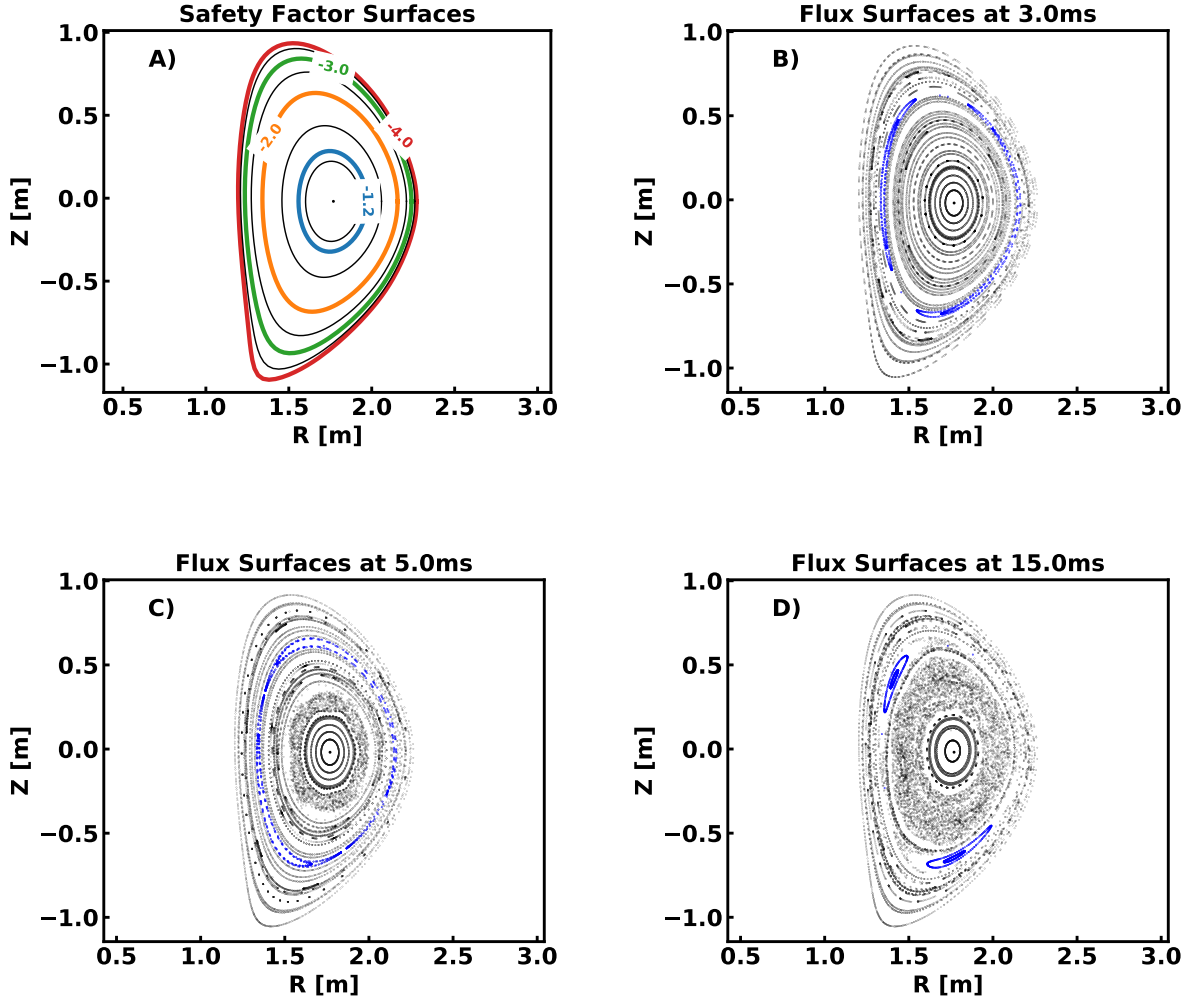 Safety Factor Surfaces
A)
-3.0
-4.0
-2.0
-1.2
1.0
0.5
0.0
−0.5
−1.0
Z [m]
0.5 1.0 1.5 2.0 2.5 3.0
R [m]
Flux Surfaces at 3.0ms
B)
1.0
0.5
0.0
−0.5
−1.0
Z [m]
0.5 1.0 1.5 2.0 2.5 3.0
R [m]
Flux Surfaces at 5.0ms
C)
1.0
0.5
0.0
−0.5
−1.0
Z [m]
0.5 1.0 1.5 2.0 2.5 3.0
R [m]
Flux Surfaces at 15.0ms
D)
1.0
0.5
0.0
−0.5
−1.0
Z [m]
0.5 1.0 1.5 2.0 2.5 3.0
R [m]